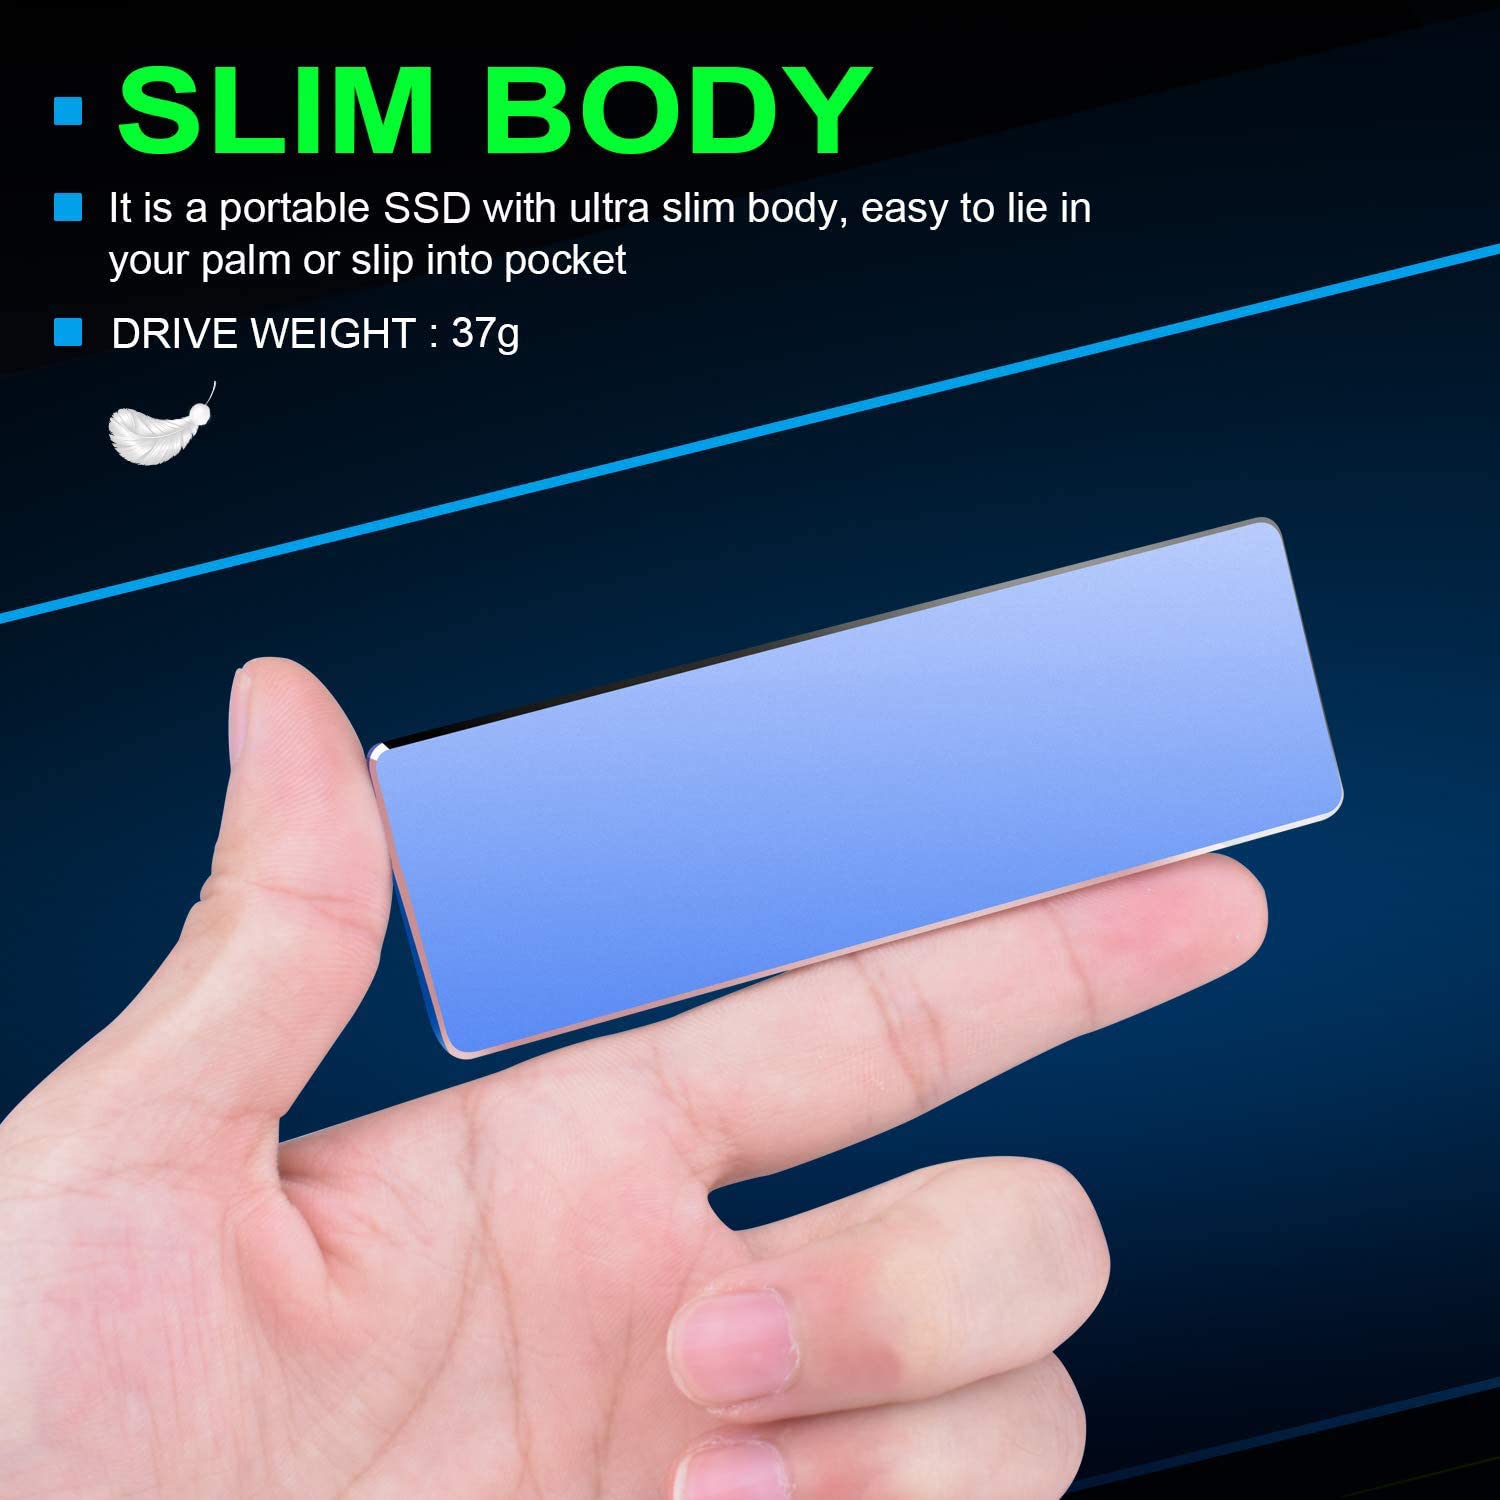 SLIM BODY
It is a portable SSD with ultra slim body, easy to lie in
your palm or slip into pocket
DRIVE WEIGHT : 37g